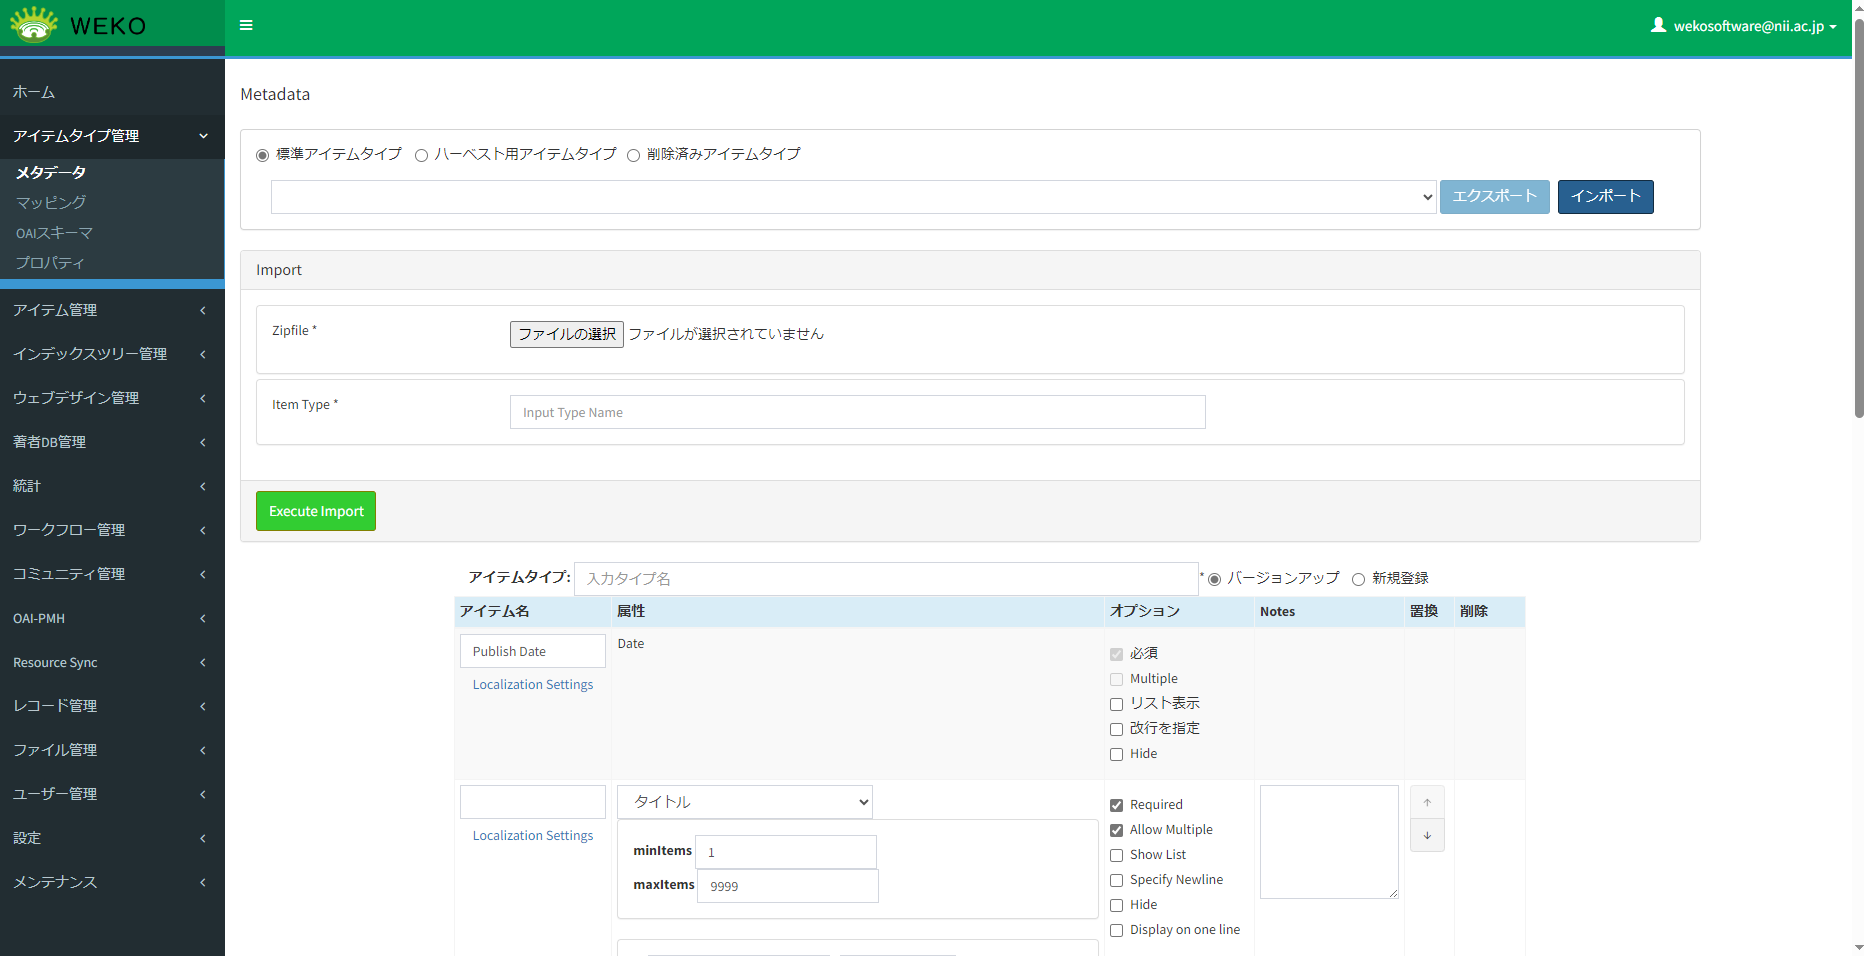 WEKO
wekosoftware@nii.ac.jp
ホーム
アイテムタイプ管理
メタデータ
マッピング
OAIスキーマ
プロパティ
アイテム管理
インデックスツリー管理
ウェブデザイン管理
著者DB管理
統計
ワークフロー管理
コミュニティ管理
OAI-PMH
Resource Sync
レコード管理
ファイル管理
ユーザー管理
設定
メンテナンス
Metadata
標準アイテムタイプ ハーベスト用アイテムタイプ 削除済みアイテムタイプ
エクスポート インポート
Import
Zipfile * ファイルの選択 ファイルが選択されていません
Item Type * Input Type Name
Execute Import
アイテムタイプ: 入力タイプ名 * バージョンアップ 新規登録
アイテム名 属性 オプション Notes 置換 削除
Publish Date
Localization Settings
Date
必須
Multiple
リスト表示
改行を指定
Hide
Localization Settings
タイトル
minItems 1
maxItems 9999
Required
Allow Multiple
Show List
Specify Newline
Hide
Display on one line
↑
↓